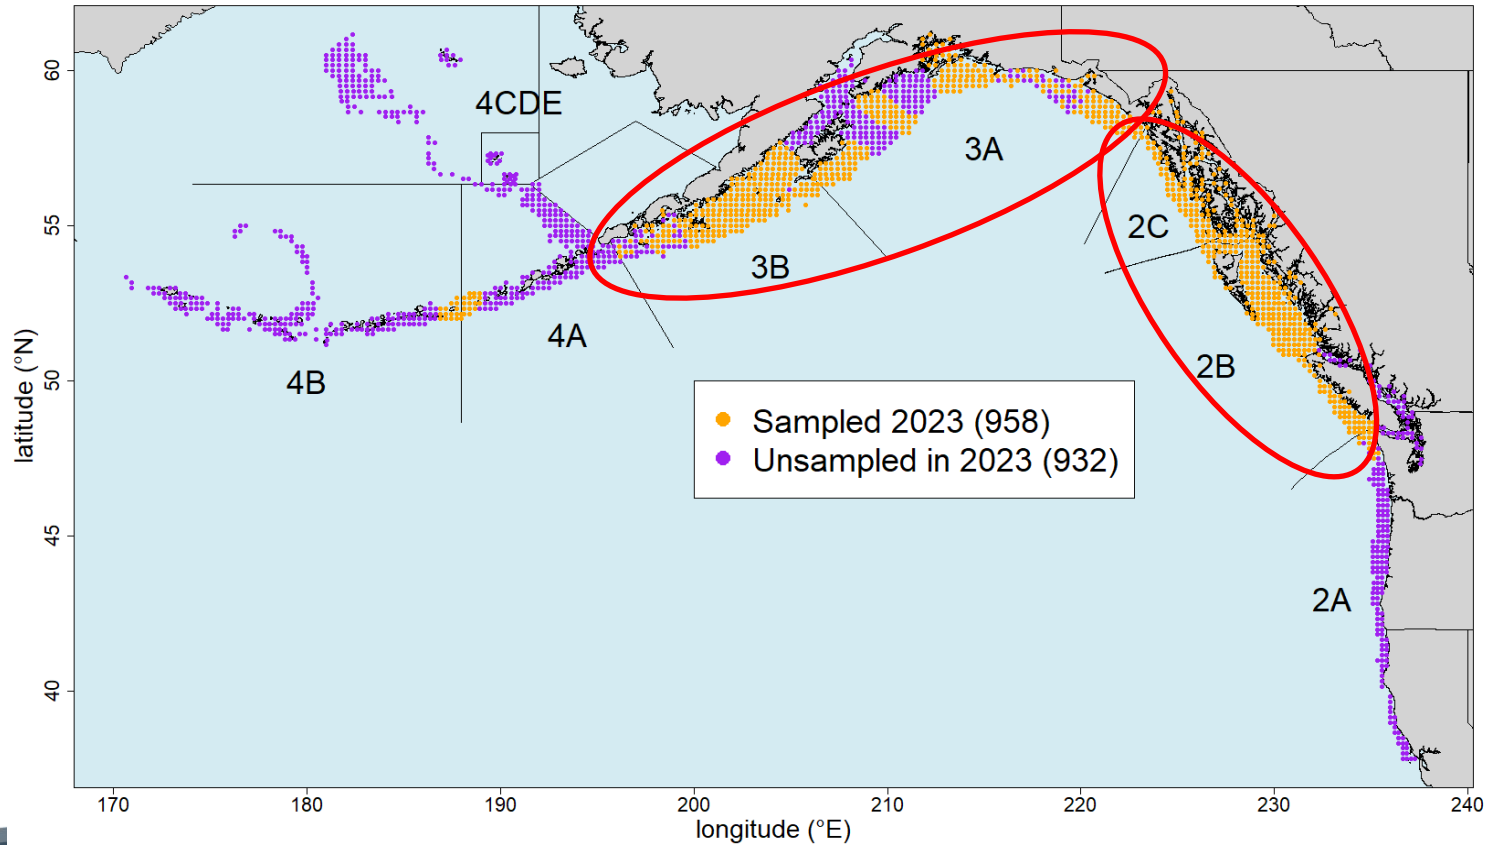 60
55
50
45
40
latitude (°N)
4CDE
3A
2C
3B
4A
2B
4B
Sampled 2023 (958)
Unsampled in 2023 (932)
2A
170
180
190
200
210
220
230
240
longitude (°E)